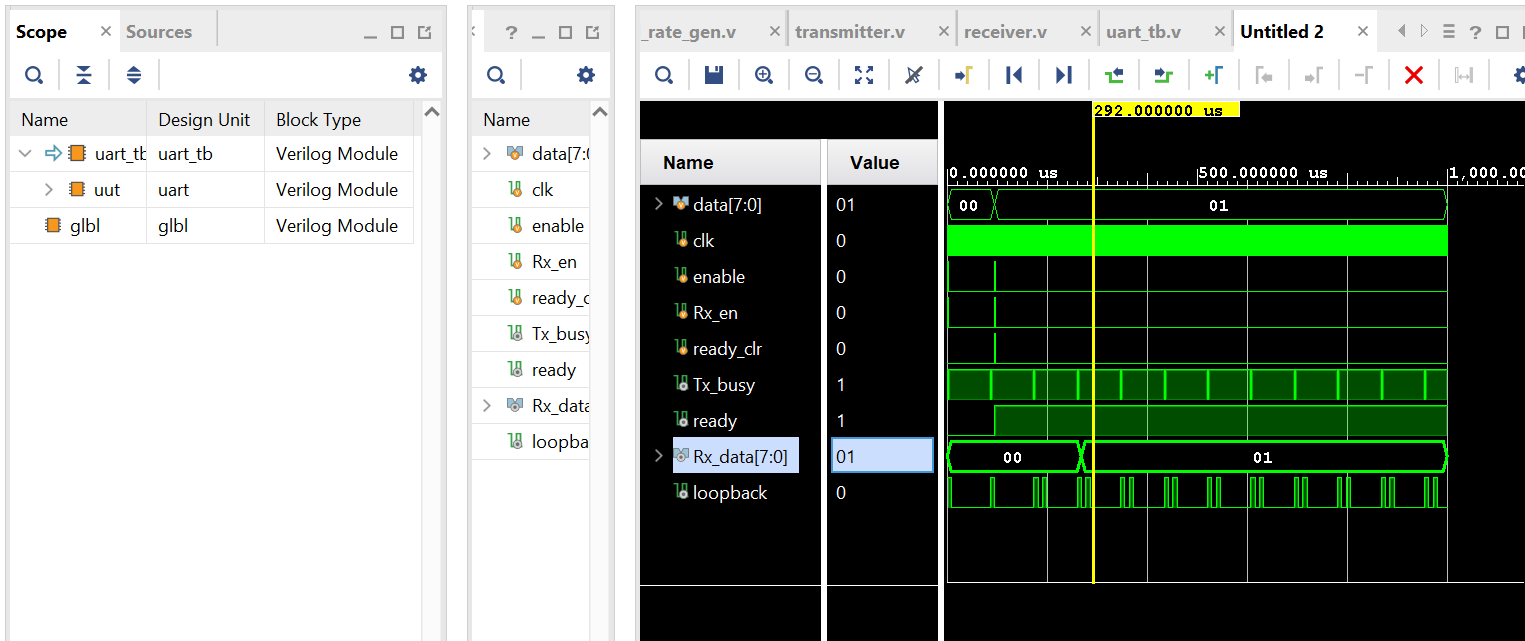 Scope
Sources
Name Design Unit Block Type
uart_tb uart_tb Verilog Module
uut uart Verilog Module
glbl glbl Verilog Module
?
Name
data[7:0
clk
enable
Rx_en
ready_c
Tx_busy
ready
Rx_data
loopba
_rate_gen.v transmitter.v receiver.v uart_tb.v Untitled 2 ?
292.000000 us
Name Value
0.000000 us 500.000000 us 1,000.00
data[7:0] 01 00 01
clk 0
enable 0
Rx_en 0
ready_clr 0
Tx_busy 1
ready 1
Rx_data[7:0] 01 00 01
loopback 0